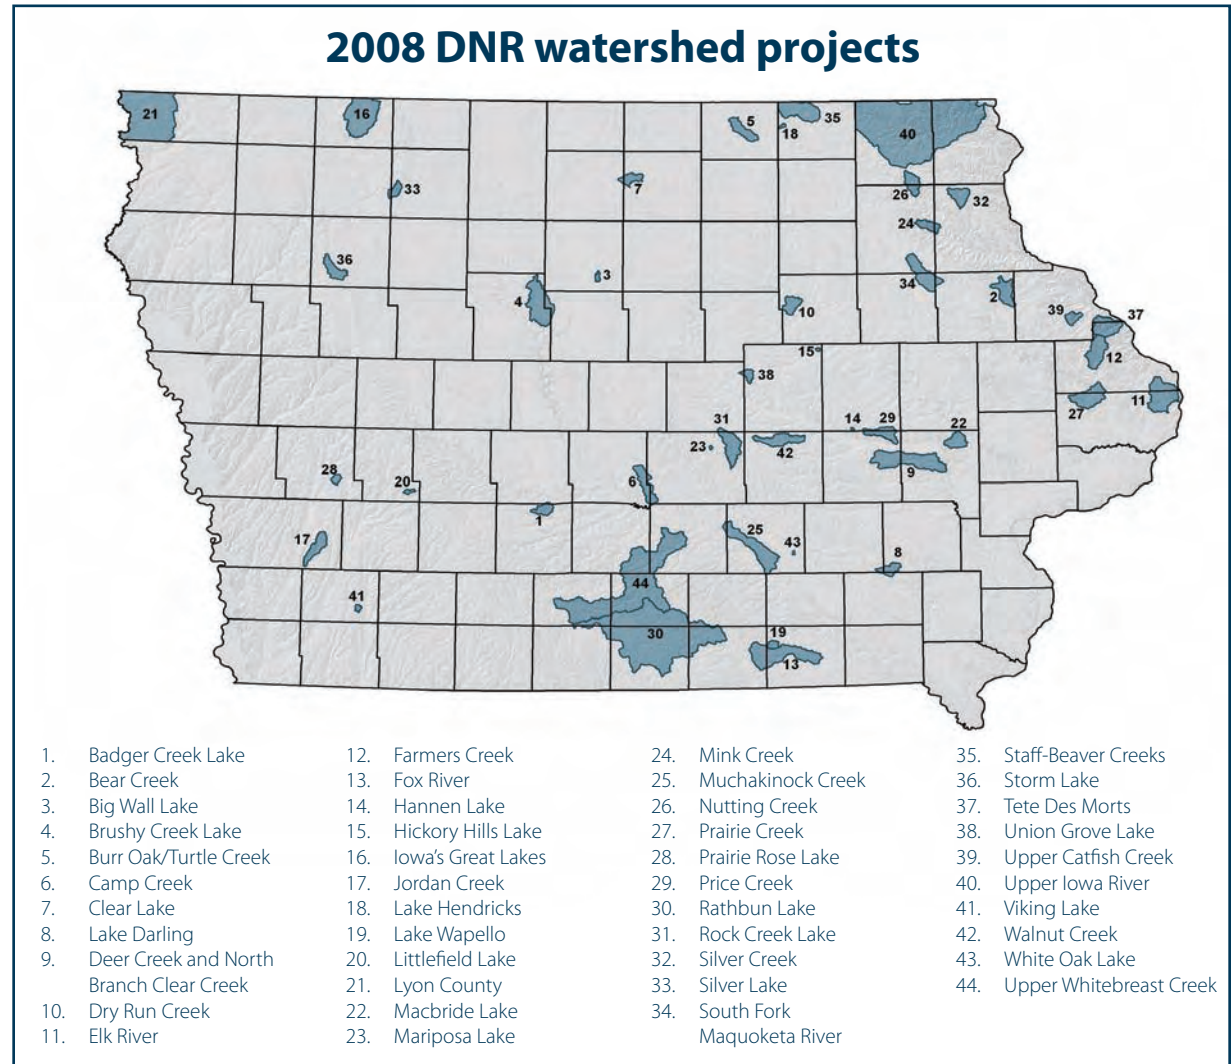 2008 DNR watershed projects
21
16
5
18
35
40
33
7
26
32
24
36
3
4
34
2
10
39
37
15
12
38
27
11
31
14
29
22
23
42
9
28
20
6
1
17
25
43
8
41
44
30
19
13
1. Badger Creek Lake
2. Bear Creek
3. Big Wall Lake
4. Brushy Creek Lake
5. Burr Oak/Turtle Creek
6. Camp Creek
7. Clear Lake
8. Lake Darling
9. Deer Creek and North
Branch Clear Creek
10. Dry Run Creek
11. Elk River
12. Farmers Creek
13. Fox River
14. Hannen Lake
15. Hickory Hills Lake
16. Iowa's Great Lakes
17. Jordan Creek
18. Lake Hendricks
19. Lake Wapello
20. Littlefield Lake
21. Lyon County
22. Macbride Lake
23. Mariposa Lake
24. Mink Creek
25. Muchakinock Creek
26. Nutting Creek
27. Prairie Creek
28. Prairie Rose Lake
29. Price Creek
30. Rathbun Lake
31. Rock Creek Lake
32. Silver Creek
33. Silver Lake
34. South Fork
Maquoketa River
35. Staff-Beaver Creeks
36. Storm Lake
37. Tete Des Morts
38. Union Grove Lake
39. Upper Catfish Creek
40. Upper Iowa River
41. Viking Lake
42. Walnut Creek
43. White Oak Lake
44. Upper Whitebreast Creek